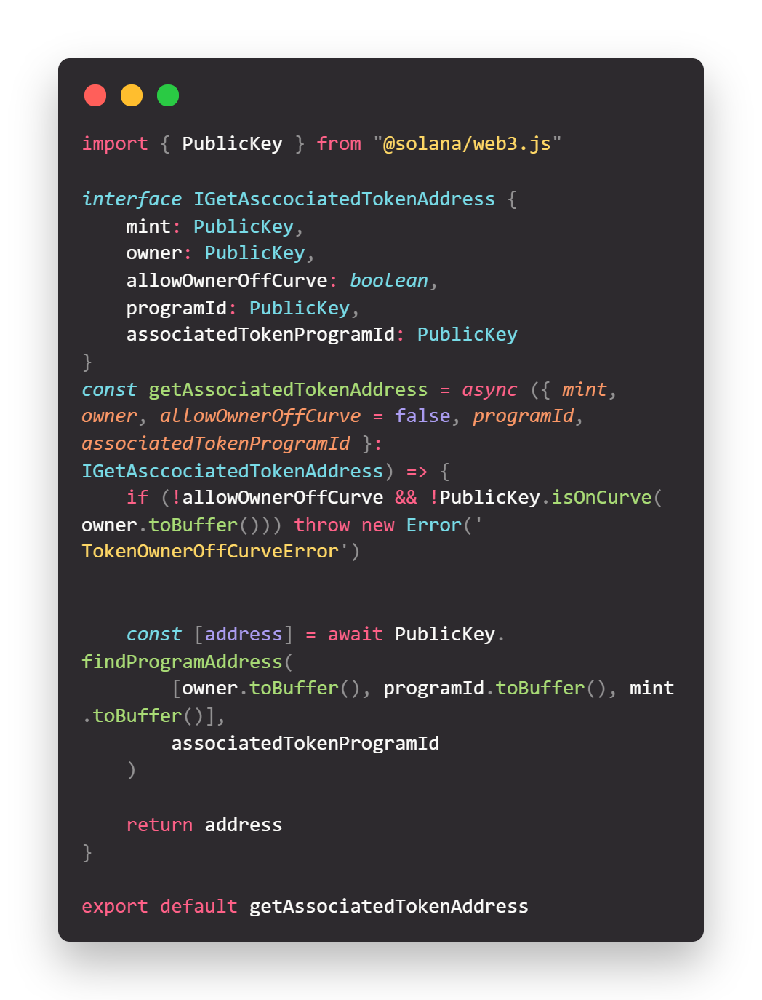 import { PublicKey } from "@solana/web3.js"
interface IGetAsccociatedTokenAddress {
    mint: PublicKey,
    owner: PublicKey,
    allowOwnerOffCurve: boolean,
    programId: PublicKey,
    associatedTokenProgramId: PublicKey
}
const getAssociatedTokenAddress = async ({ mint,
owner, allowOwnerOffCurve = false, programId,
associatedTokenProgramId }:
IGetAsccociatedTokenAddress) => {
    if (!allowOwnerOffCurve && !PublicKey.isOnCurve(
owner.toBuffer())) throw new Error('
TokenOwnerOffCurveError')
    const [address] = await PublicKey.
findProgramAddress(
        [owner.toBuffer(), programId.toBuffer(), mint
.toBuffer()],
        associatedTokenProgramId
    )
    return address
}
export default getAssociatedTokenAddress